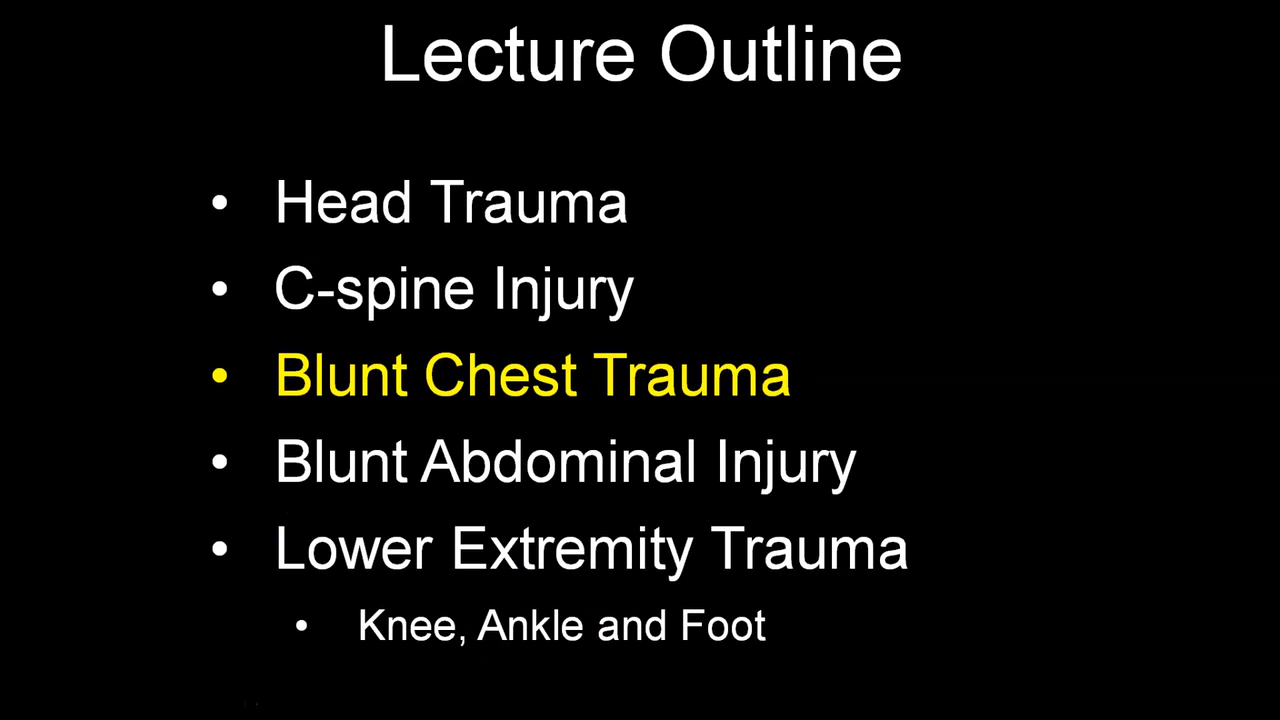 Lecture Outline
• Head Trauma
• C-spine Injury
• Blunt Chest Trauma
• Blunt Abdominal Injury
• Lower Extremity Trauma
• Knee, Ankle and Foot